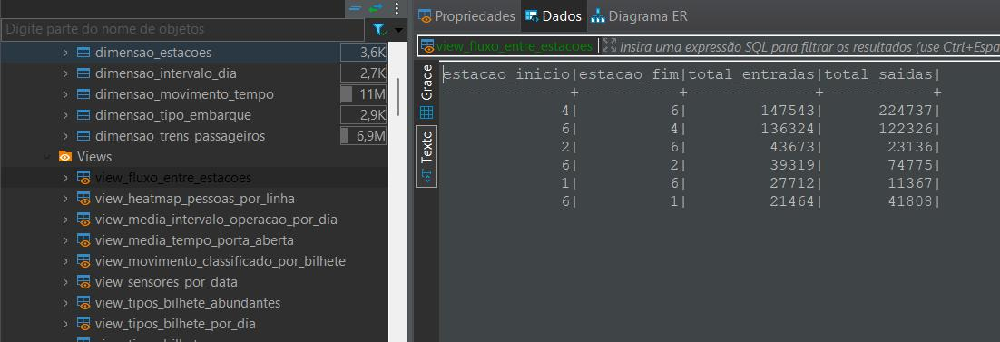 Digite parte do nome de objetos
dimensao_estacoes 3,6K
dimensao_intervalo_dia 2,7K
dimensao_movimento_tempo 11M
dimensao_tipo_embarque 2,9K
dimensao_trens_passageiros 6,9M
Views
view_fluxo_entre_estacoes
view_heatmap_pessoas_por_linha
view_media_intervalo_operacao_por_dia
view_media_tempo_porta_aberta
view_movimento_classificado_por_bilhete
view_sensores_por_data
view_tipos_bilhete_abundantes
view_tipos_bilhete_por_dia
Propriedades Dados Diagrama ER
view_fluxo_entre_estacoes Insira uma expressão SQL para filtrar os resultados (use Ctrl+Espa
Grade
Texto
estacao_inicio|estacao_fim|total_entradas|total_saidas|
--------------+-----------+--------------+------------+
4| 6| 147543| 224737|
6| 4| 136324| 122326|
2| 6| 43673| 23136|
6| 2| 39319| 74775|
1| 6| 27712| 11367|
6| 1| 21464| 41808|